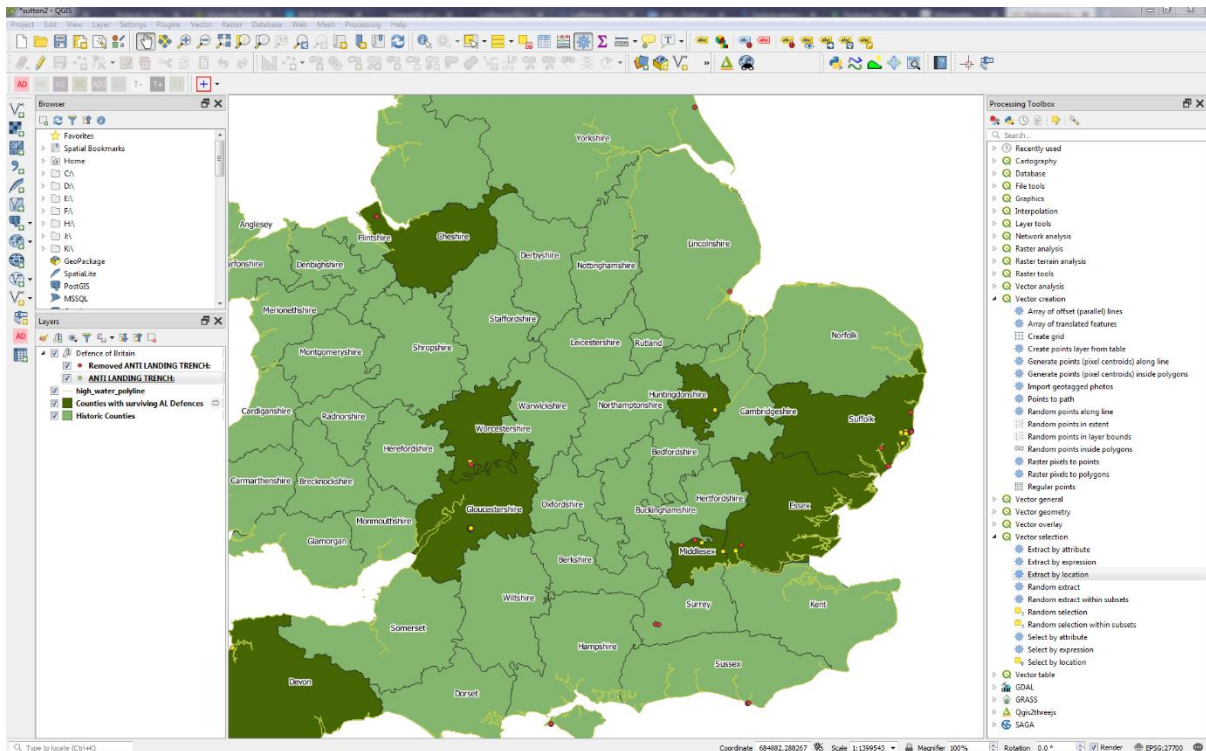 *sutton2 - QGIS
Project Edit View Layer Settings Plugins Vector Raster Database Web Mesh Processing Help
Browser
Favorites
Spatial Bookmarks
Home
C:\
D:\
E:\
F:\
H:\
J:\
K:\
GeoPackage
SpatiaLite
PostGIS
MSSQL
Layers
Defence of Britain
Removed ANTI LANDING TRENCH:
ANTI LANDING TRENCH:
high_water_polyline
Counties with surviving AL Defences
Historic Counties
Yorkshire
Anglesey
Flintshire
Cheshire
Lincolnshire
Derbyshire
Nottinghamshire
Denbighshire
arfonshire
Merionethshire
Staffordshire
Norfolk
Leicestershire
Rutland
Shropshire
Montgomeryshire
Huntingdonshire
Cardiganshire
Radnorshire
Warwickshire
Northamptonshire
Cambridgeshire
Suffolk
Worcestershire
Herefordshire
Bedfordshire
Carmarthenshire
Brecknockshire
Hertfordshire
Gloucestershire
Oxfordshire
Buckinghamshire
Essex
Monmouthshire
Glamorgan
Middlesex
Berkshire
Wiltshire
Surrey
Kent
Somerset
Hampshire
Sussex
Devon
Dorset
Processing Toolbox
Search...
Recently used
Cartography
Database
File tools
Graphics
Interpolation
Layer tools
Network analysis
Raster analysis
Raster terrain analysis
Raster tools
Vector analysis
Vector creation
Array of offset (parallel) lines
Array of translated features
Create grid
Create points layer from table
Generate points (pixel centroids) along line
Generate points (pixel centroids) inside polygons
Import geotagged photos
Points to path
Random points along line
Random points in extent
Random points in layer bounds
Random points inside polygons
Raster pixels to points
Raster pixels to polygons
Regular points
Vector general
Vector geometry
Vector overlay
Vector selection
Extract by attribute
Extract by expression
Extract by location
Random extract
Random extract within subsets
Random selection
Random selection within subsets
Select by attribute
Select by expression
Select by location
Vector table
GDAL
GRASS
Qgis2threejs
SAGA
Type to locate (Ctrl+K)
Coordinate 684882,288267 Scale 1:1399543 Magnifier 100% Rotation 0.0 ° Render EPSG:27700